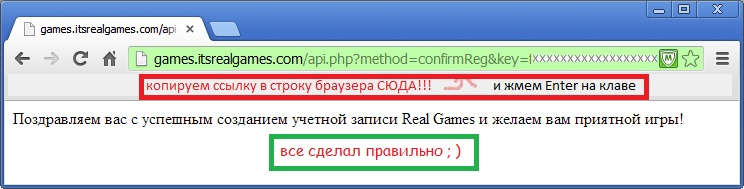 games.itsrealgames.com/api
games.itsrealgames.com/api.php?method=confirmReg&key=lxxxxxxxxxxxxxxxxxxx
копируем ссылку в строку браузера СЮДА!!! и жмем Enter на клаве
Поздравляем вас с успешным созданием учетной записи Real Games и желаем вам приятной игры!
все сделал правильно ; )